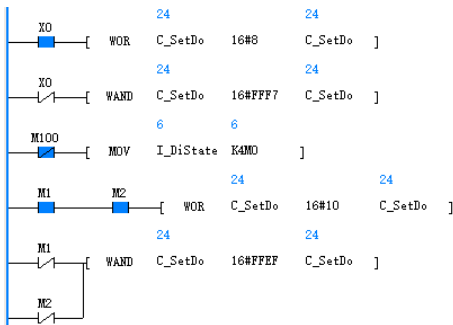 24 24
X0 [ WOR C_SetDo 16#8 C_SetDo ]
24 24
X0 [ WAND C_SetDo 16#FFF7 C_SetDo ]
6 6
M100 [ MOV I_DiState K4M0 ]
24 24
M1 M2 [ WOR C_SetDo 16#10 C_SetDo ]
24 24
M1 [ WAND C_SetDo 16#FFEF C_SetDo ]
M2